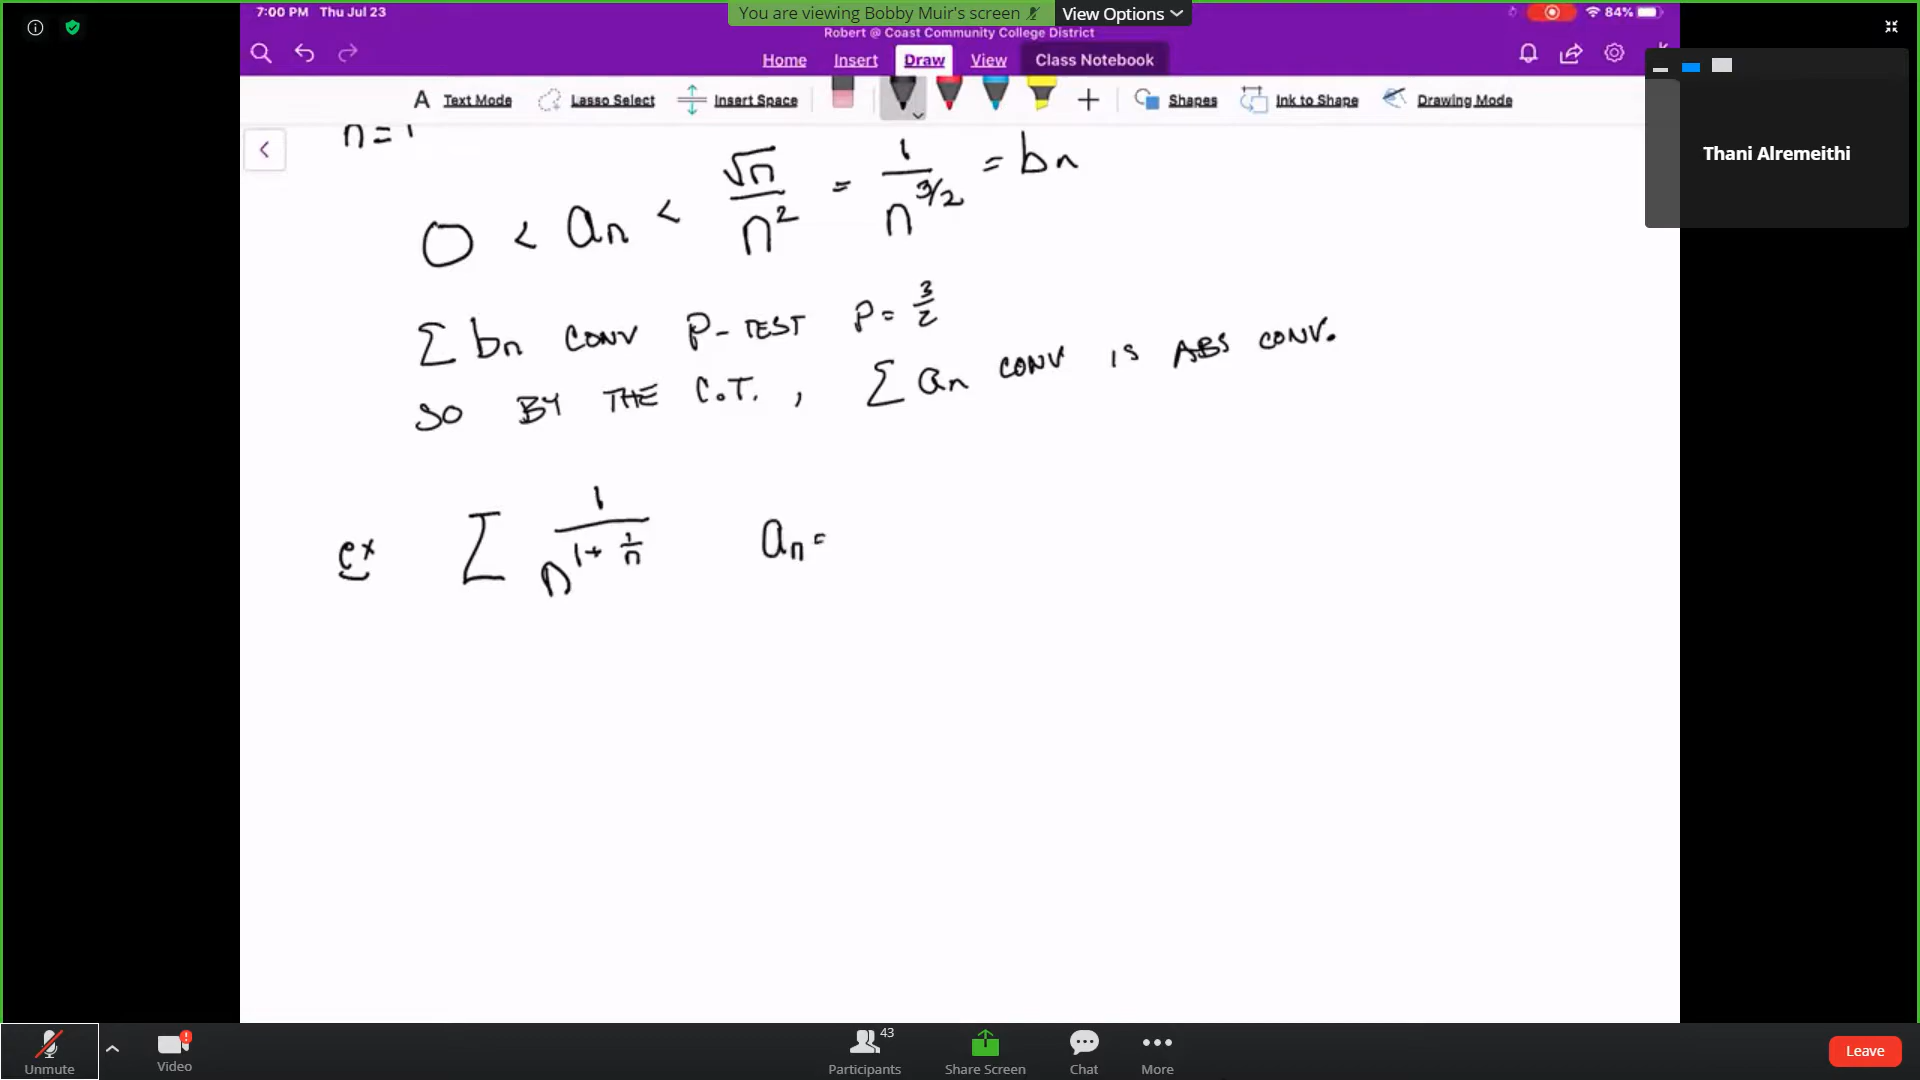 7:00 PM Thu Jul 23
You are viewing Bobby Muir's screen
View Options
84%
Robert @ Coast Community College District
Home Insert Draw View Class Notebook
A Text Mode Lasso Select Insert Space Shapes Ink to Shape Drawing Mode
Thani Alremeithi
n=1
0 < an < √n/n² = 1/n^3/2 = bn
Σ bn CONV P-TEST P= 3/2
SO BY THE C.T. , Σ an CONV IS ABS CONV.
ex Σ 1/n^1+1/n an=
Unmute
Video
Participants 43
Share Screen
Chat
More
Leave